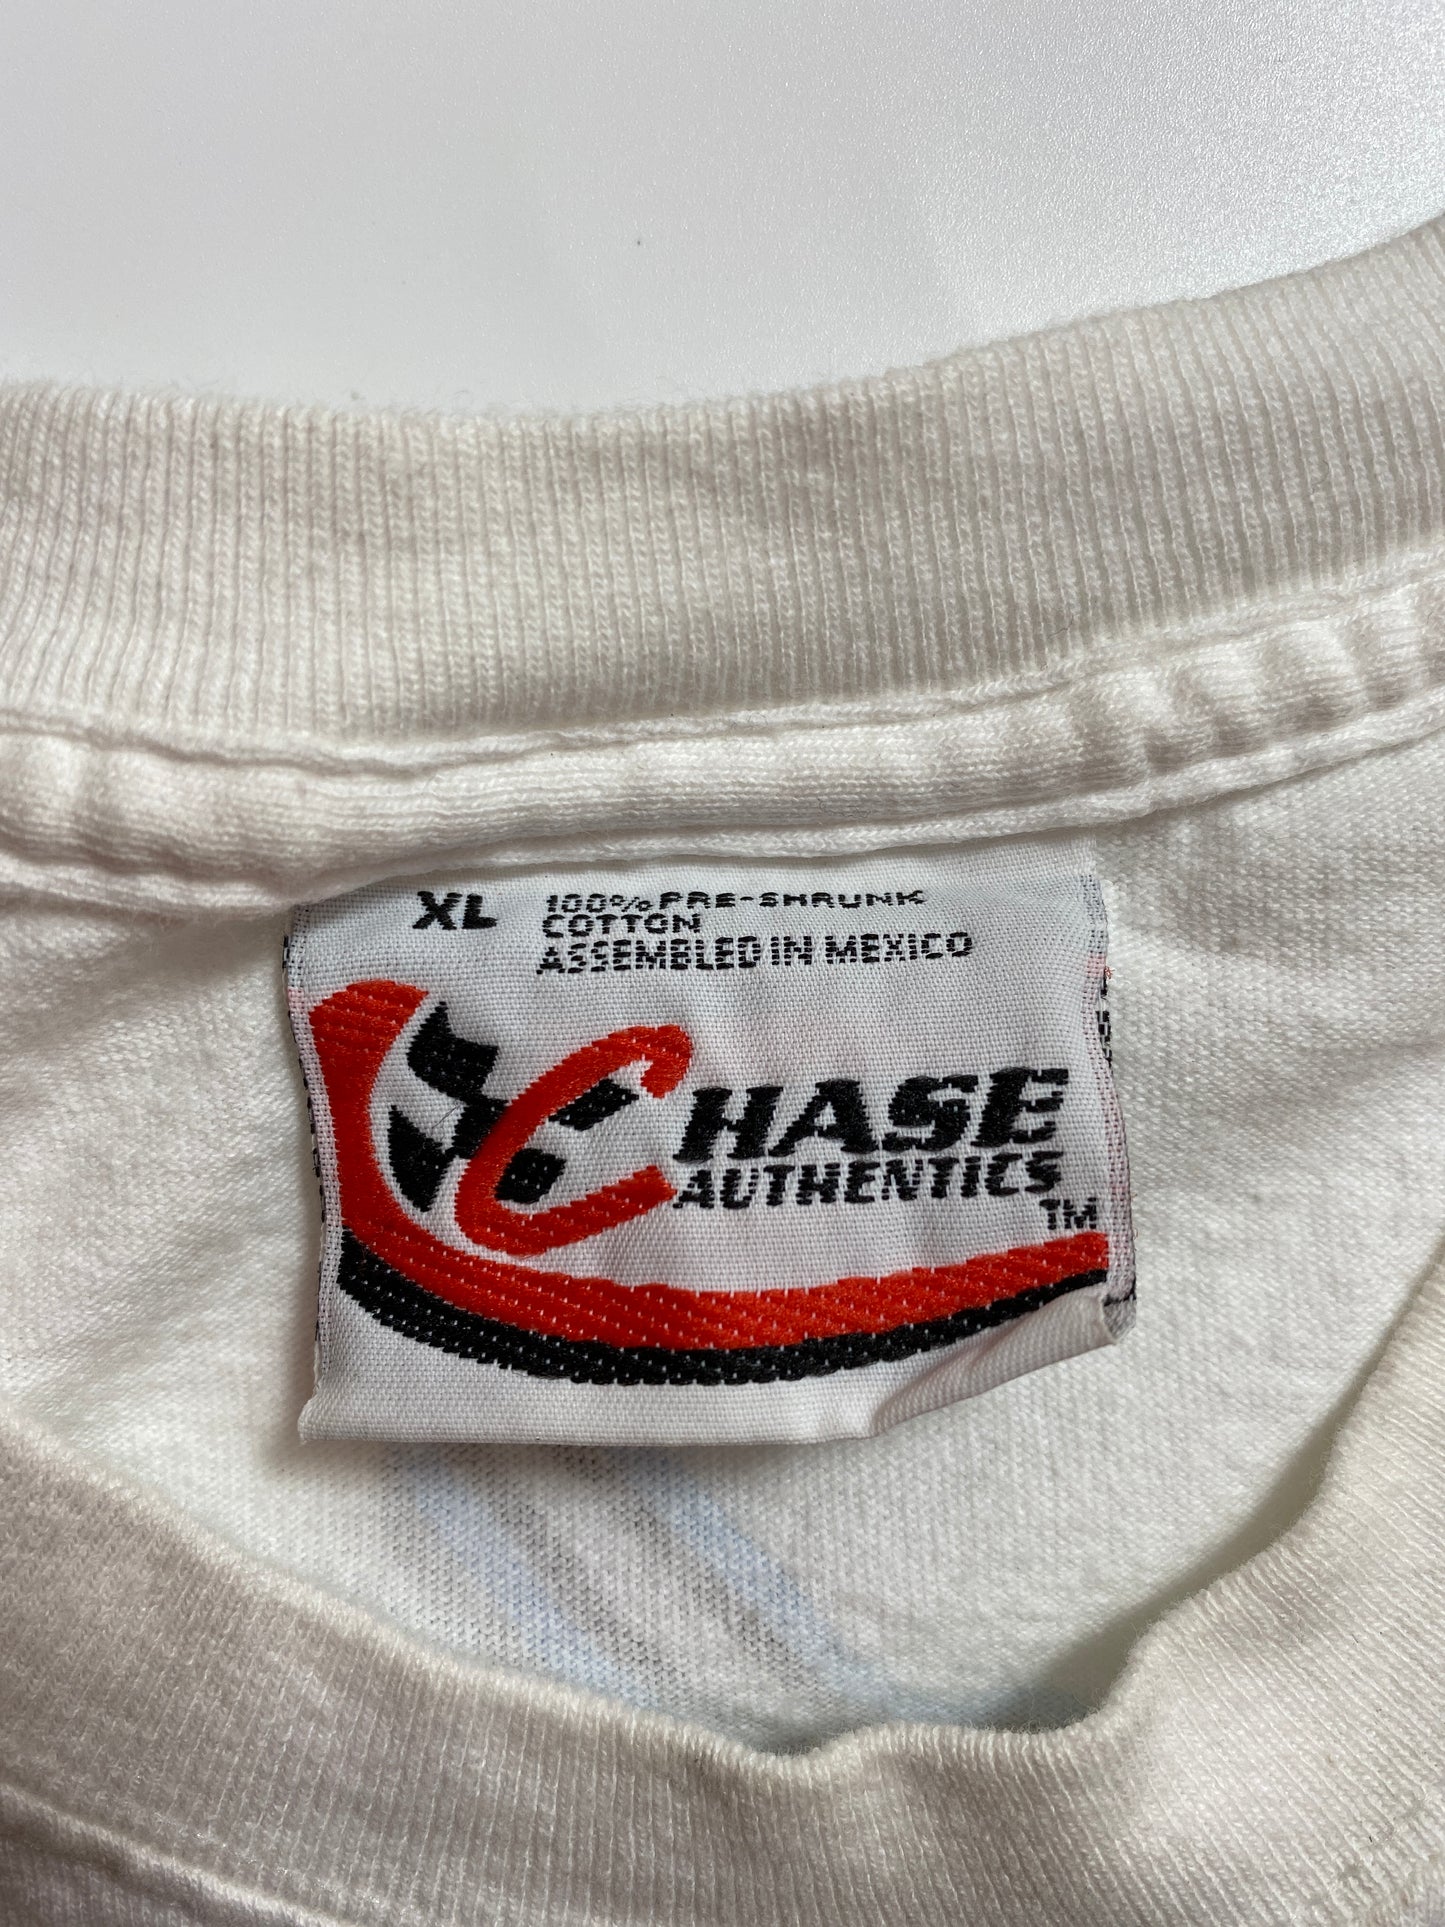 XL 100% PRE-SHRUNK
COTTON
ASSEMBLED IN MEXICO
CHASE
AUTHENTICS
TM